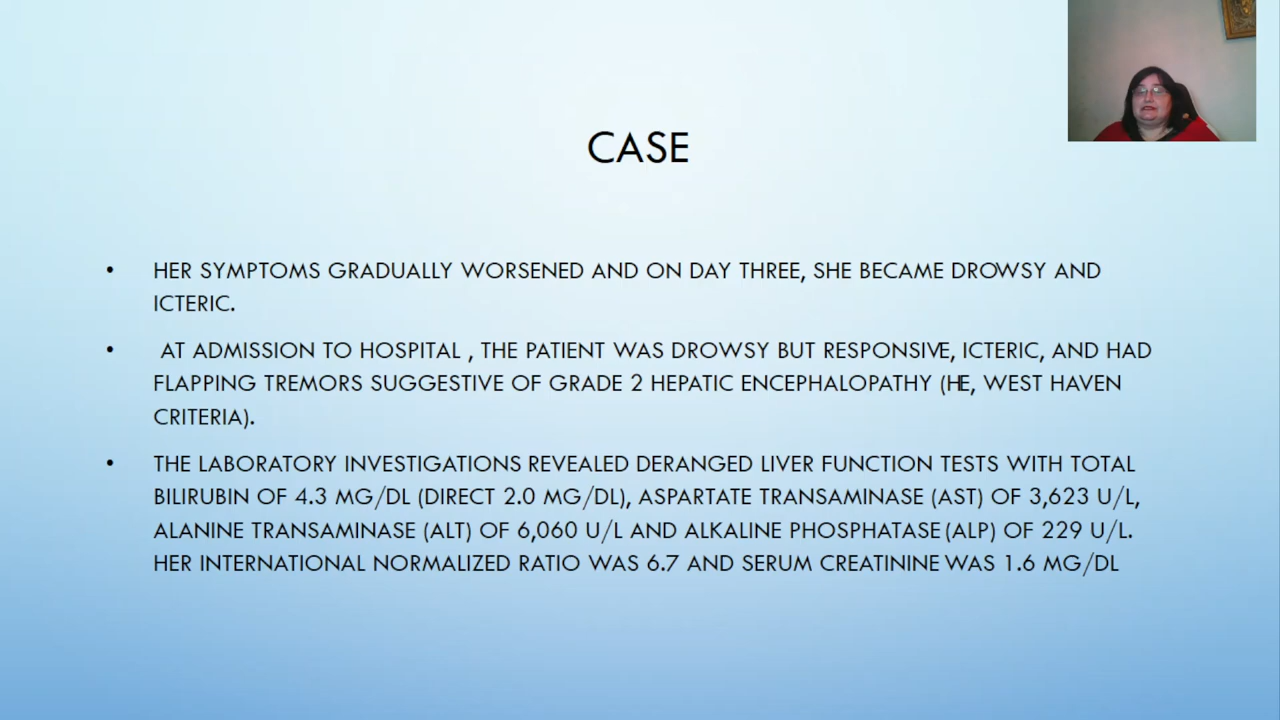 CASE
• HER SYMPTOMS GRADUALLY WORSENED AND ON DAY THREE, SHE BECAME DROWSY AND
ICTERIC.
• AT ADMISSION TO HOSPITAL , THE PATIENT WAS DROWSY BUT RESPONSIVE, ICTERIC, AND HAD
FLAPPING TREMORS SUGGESTIVE OF GRADE 2 HEPATIC ENCEPHALOPATHY (HE, WEST HAVEN
CRITERIA).
• THE LABORATORY INVESTIGATIONS REVEALED DERANGED LIVER FUNCTION TESTS WITH TOTAL
BILIRUBIN OF 4.3 MG/DL (DIRECT 2.0 MG/DL), ASPARTATE TRANSAMINASE (AST) OF 3,623 U/L,
ALANINE TRANSAMINASE (ALT) OF 6,060 U/L AND ALKALINE PHOSPHATASE (ALP) OF 229 U/L.
HER INTERNATIONAL NORMALIZED RATIO WAS 6.7 AND SERUM CREATININE WAS 1.6 MG/DL